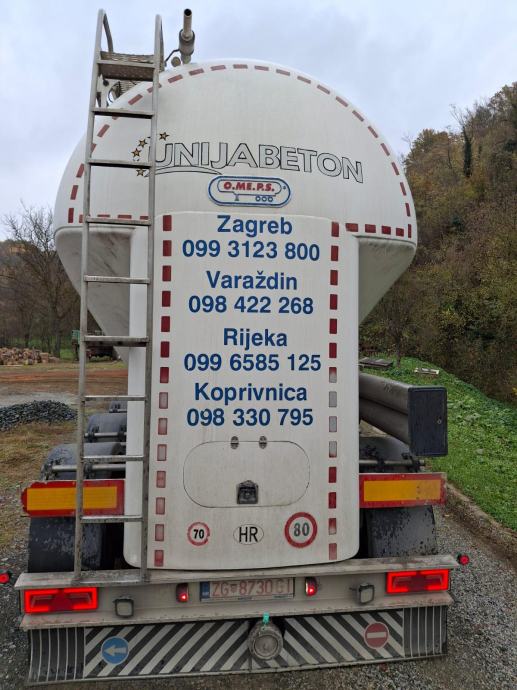 UNIJABETON
O.ME.P.S.
Zagreb
099 3123 800
Varaždin
098 422 268
Rijeka
099 6585 125
Koprivnica
098 330 795
70
HR
80
ZG 8730 GI